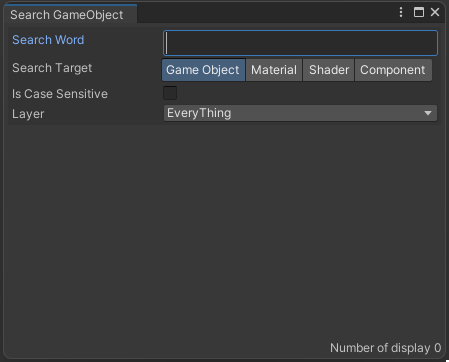 Search GameObject
Search Word
Search Target Game Object Material Shader Component
Is Case Sensitive
Layer EveryThing
Number of display 0